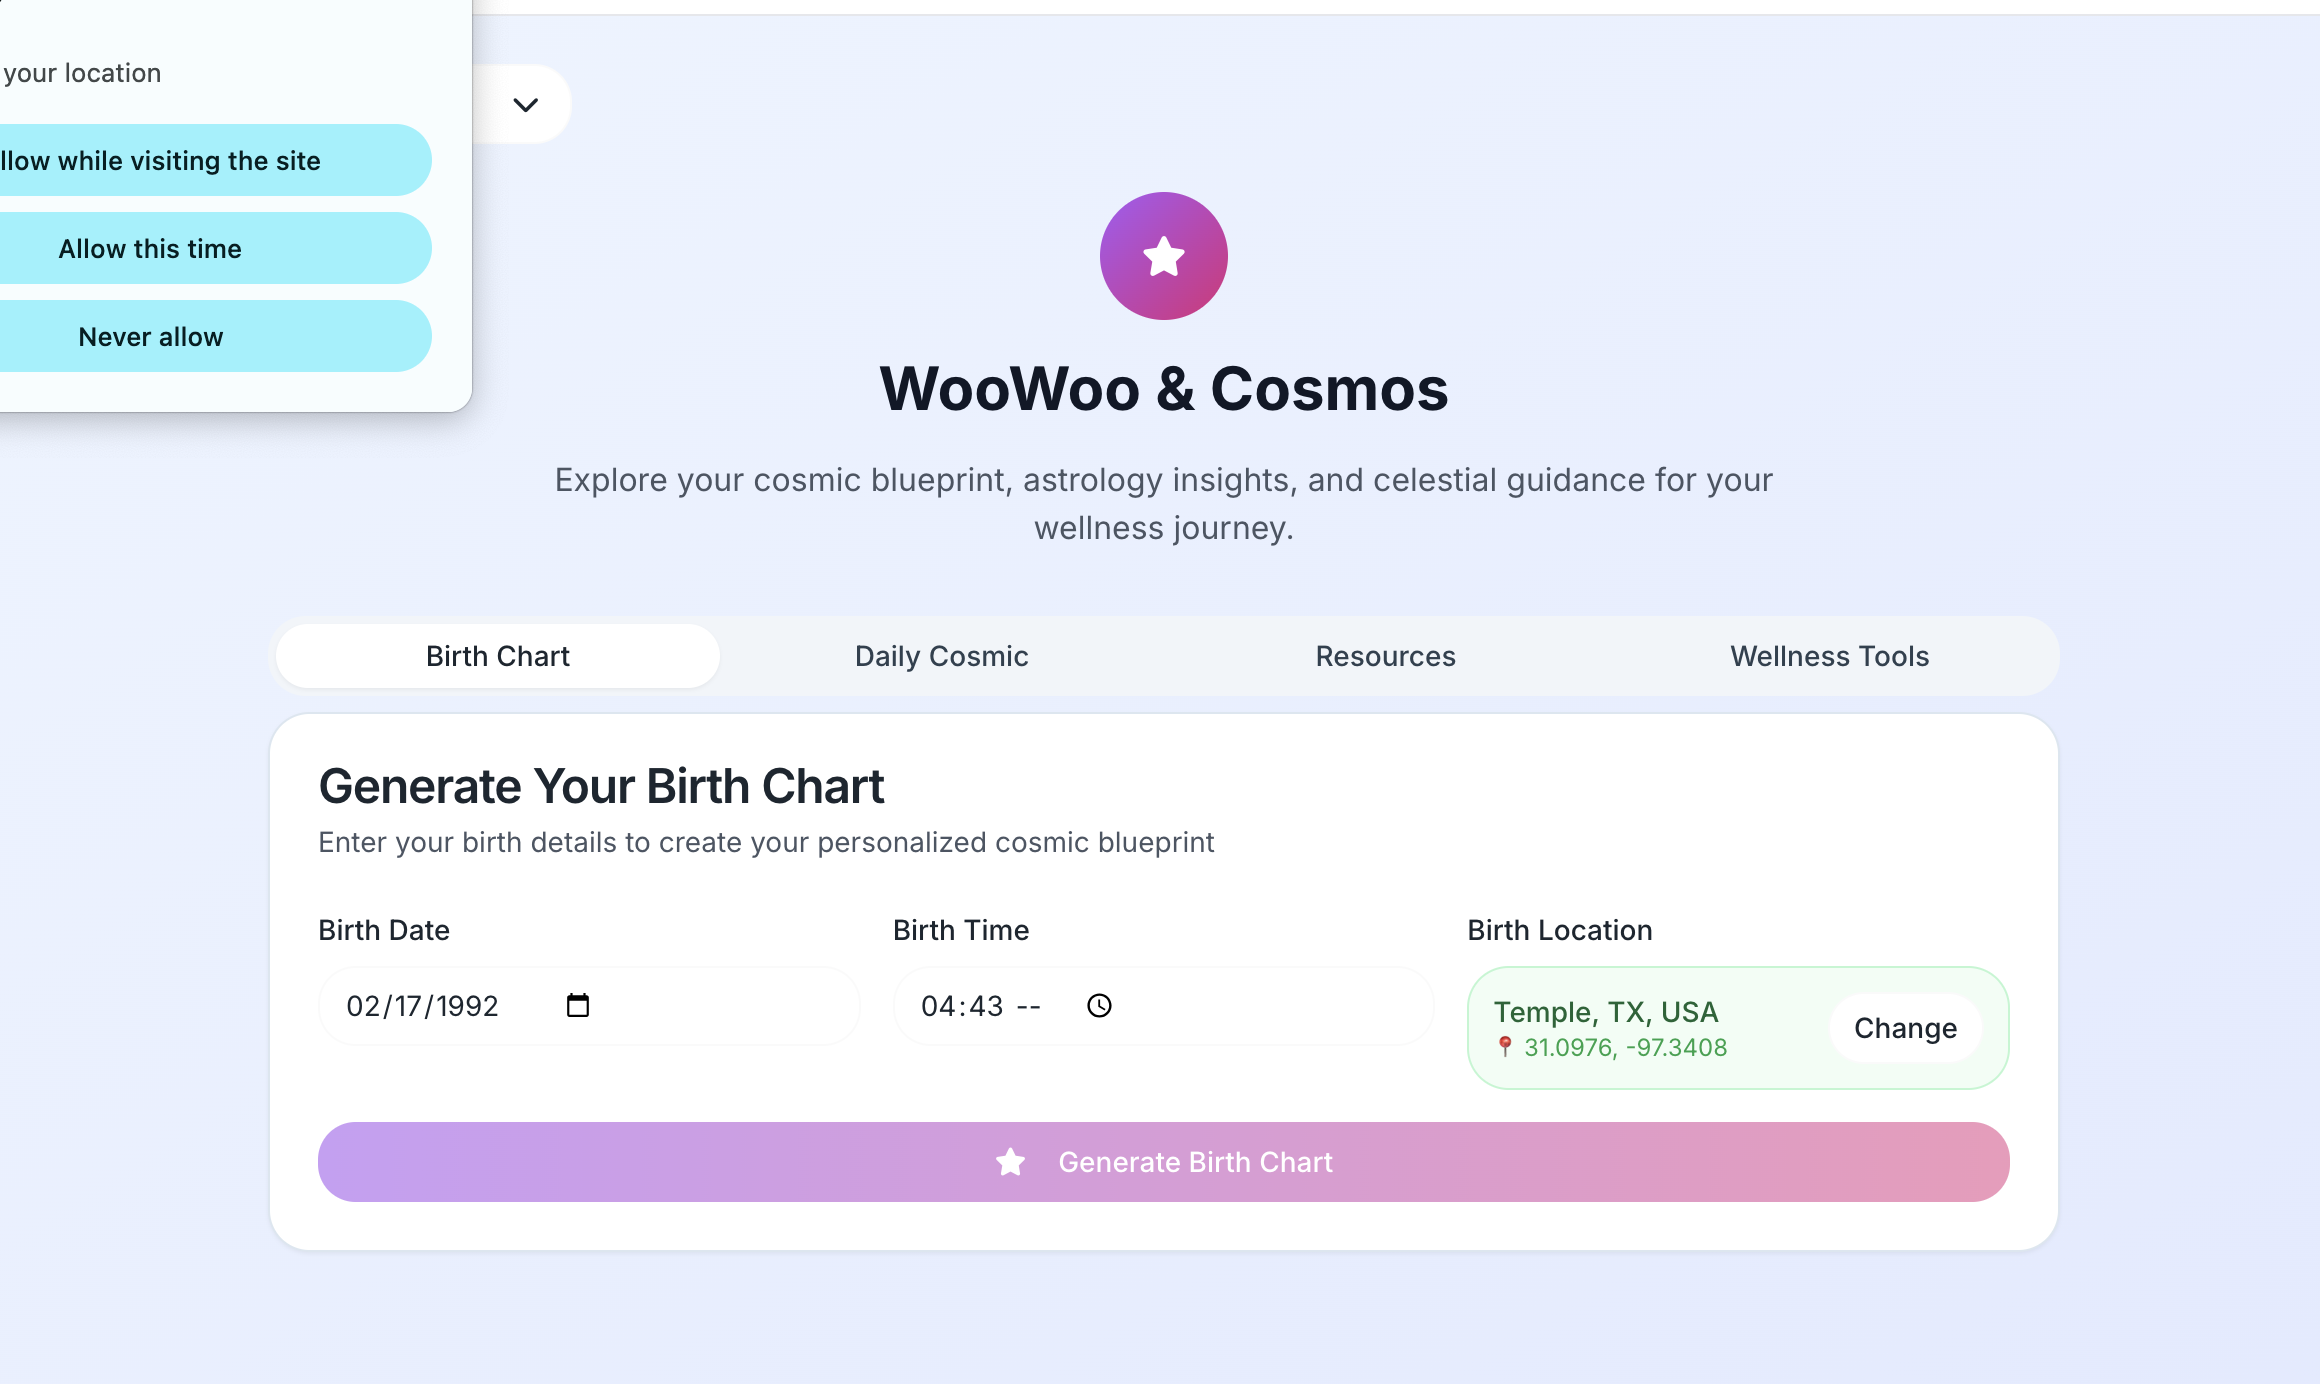 your location
llow while visiting the site
Allow this time
Never allow
WooWoo & Cosmos
Explore your cosmic blueprint, astrology insights, and celestial guidance for your
wellness journey.
Birth Chart
Daily Cosmic
Resources
Wellness Tools
Generate Your Birth Chart
Enter your birth details to create your personalized cosmic blueprint
Birth Date
02/17/1992
Birth Time
04:43 --
Birth Location
Temple, TX, USA
31.0976, -97.3408
Change
Generate Birth Chart